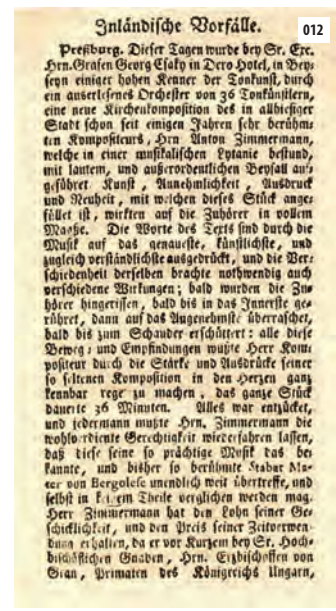 Inländische Vorfälle.
012
Preßburg. Dieser Tagen wurde bey Sr. Exc.
Hrn. Grafen Georg Csaky in Dero Hotel, in Bey-
seyn einiger hohen Kenner der Tonkunst, durch
ein auserlesenes Orchester von 36 Tonkünstlern,
eine neue Kirchenkomposition des in allhiesiger
Stadt schon seit einigen Jahren sehr berühm-
ten Kompositeurs, Hrn Anton Zimmermann,
welche in einer musikalischen Lytanie bestund,
mit lautem, und außerordentlichen Beyfall auf-
geführet Kunst, Annehmlichkeit, Ausdruck
und Neuheit, mit welchen dieses Stück ange-
füllet ist, wirkten auf die Zuhörer in vollem
Maaße. Die Worte des Texts sind durch die
Musik auf das genaueste, künstlichste, und
zugleich verständlichste ausgedrückt, und die Ver-
schiedenheit derselben brachte nothwendig auch
verschiedene Wirkungen; bald wurden die Zu-
hörer hingerissen, bald bis in das Innerste ge-
rühret, dann auf das Augenehmste überraschet,
bald bis zum Schauder erschüttert: alle diese
Beweg- und Empfindungen wußte Herr Kom-
positeur durch die Stärke und Ausdrücke seiner
so seltenen Komposition in den Herzen ganz
kennbar rege zu machen, das ganze Stück
dauerte 36 Minuten. Alles war entzücket,
und jedermann mußte Hrn. Zimmermann die
wohlverdiente Gerechtigkeit wiederfahren lassen,
daß diese seine so prächtige Musik das be-
kannte, und bisher so berühmte Stabat Ma-
ter von Bergolese unendlich weit übertreffe, und
selbst in keinem Theile verglichen werden mag.
Herr Zimmermann hat den Lohn seiner Ge-
schicklichkeit, und den Preis seiner Zeitverwen-
dung erhalten, da er vor Kurzem bey Sr. Hoch-
bischöflichen Gnaden, Hrn. Erzbischoffen von
Gran, Primaten des Königreichs Ungarn,